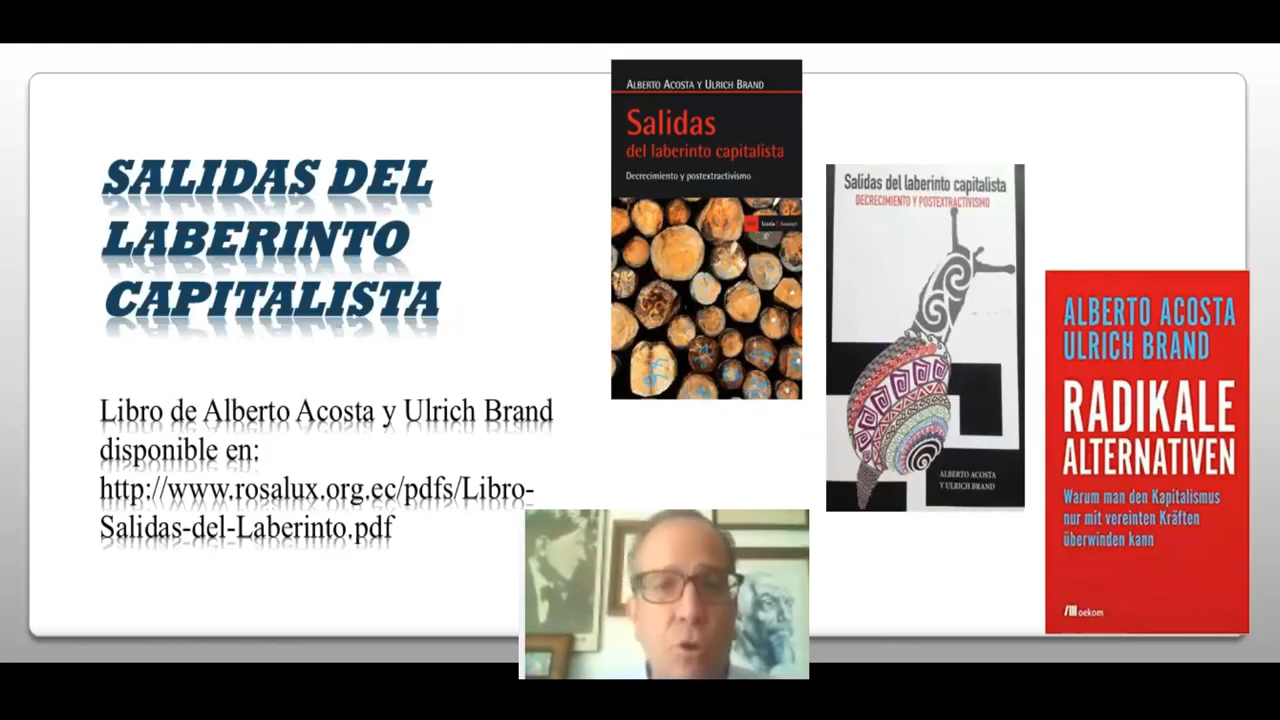 SALIDAS DEL
LABERINTO
CAPITALISTA
Libro de Alberto Acosta y Ulrich Brand
disponible en:
http://www.rosalux.org.ec/pdfs/Libro-
Salidas-del-Laberinto.pdf
ALBERTO ACOSTA Y ULRICH BRAND
Salidas
del laberinto capitalista
Decrecimiento y postextractivismo
Salidas del laberinto capitalista
DECRECIMIENTO Y POSTEXTRACTIVISMO
ALBERTO ACOSTA
Y ULRICH BRAND
ALBERTO ACOSTA
ULRICH BRAND
RADIKALE
ALTERNATIVEN
Warum man den Kapitalismus
nur mit vereinten Kräften
überwinden kann
oekom